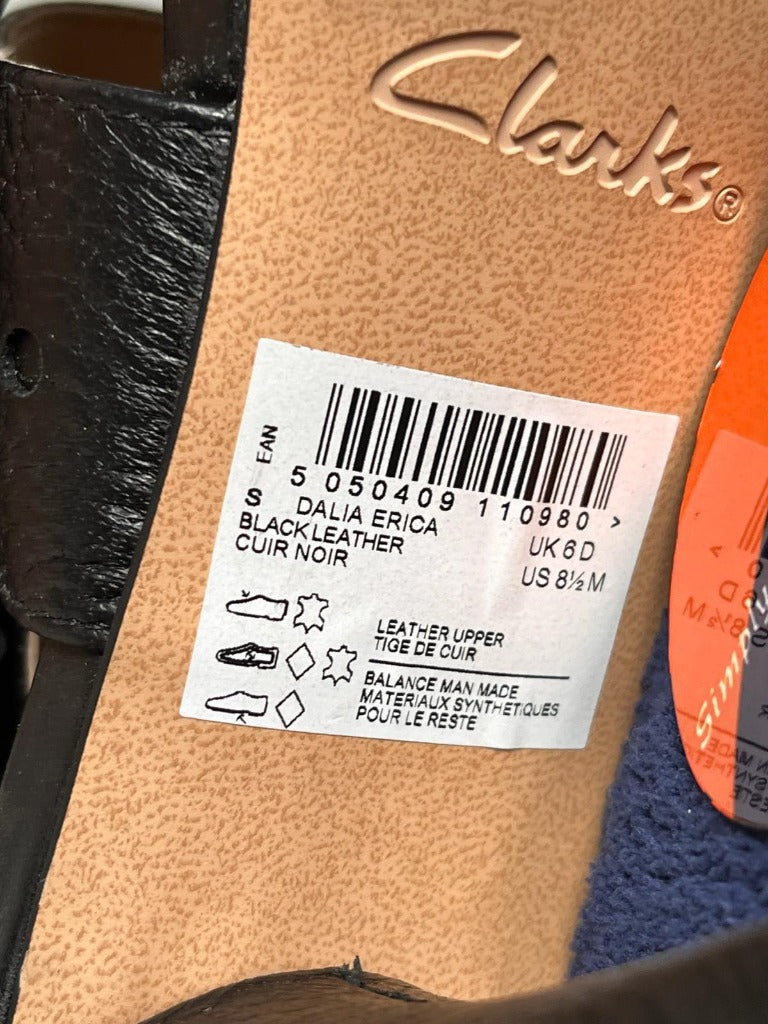 Clarks®
EAN
5 050409 110980 >
S DALIA ERICA
BLACK LEATHER
CUIR NOIR
UK 6 D
US 8½ M
LEATHER UPPER
TIGE DE CUIR
BALANCE MAN MADE
MATERIAUX SYNTHETIQUES
POUR LE RESTE
Simply